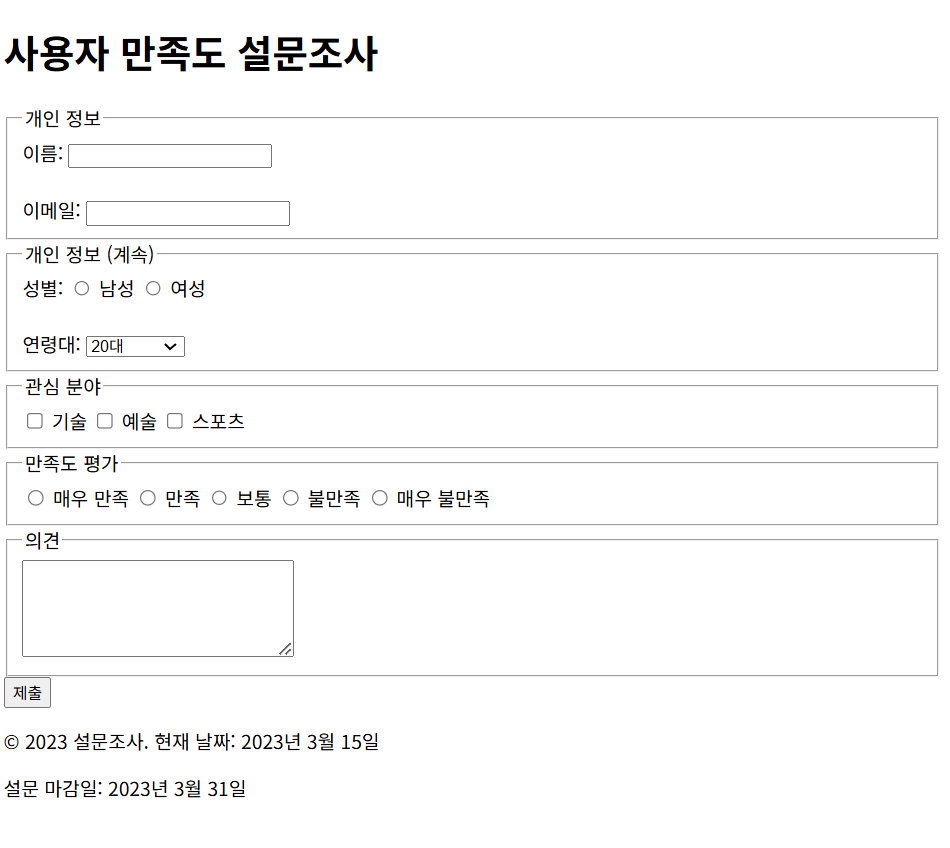 사용자 만족도 설문조사
개인 정보
이름:
이메일:
개인 정보 (계속)
성별: 남성 여성
연령대: 20대
관심 분야
기술 예술 스포츠
만족도 평가
매우 만족 만족 보통 불만족 매우 불만족
의견
제출
© 2023 설문조사. 현재 날짜: 2023년 3월 15일
설문 마감일: 2023년 3월 31일